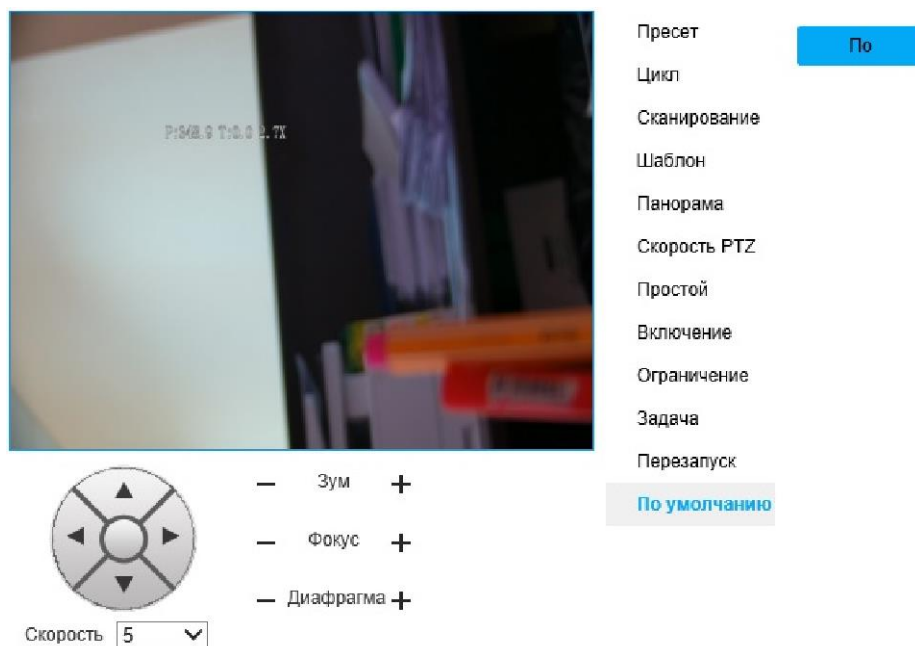 Пресет
По
Цикл
Сканирование
Шаблон
Панорама
Скорость PTZ
Простой
Включение
Ограничение
Задача
Перезапуск
По умолчанию
Зум
Фокус
Диафрагма
Скорость 5